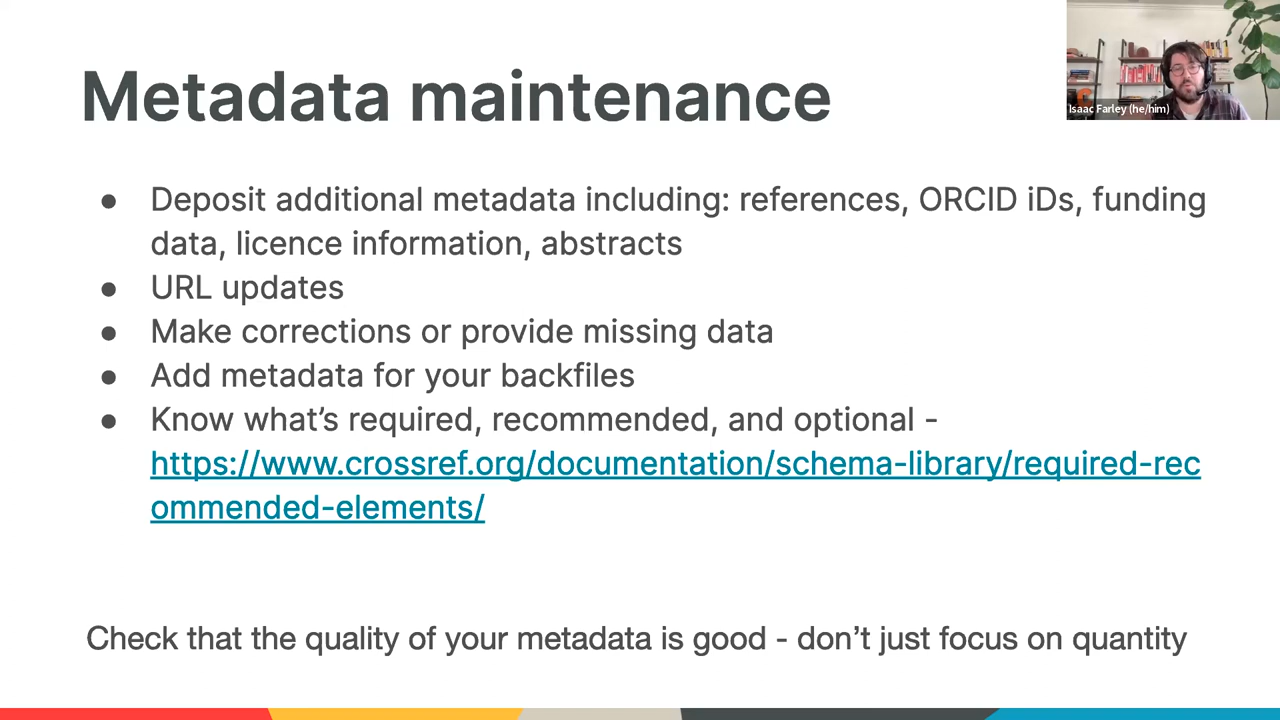 Metadata maintenance
Isaac Farley (he/him)
● Deposit additional metadata including: references, ORCID iDs, funding
data, licence information, abstracts
● URL updates
● Make corrections or provide missing data
● Add metadata for your backfiles
● Know what’s required, recommended, and optional -
https://www.crossref.org/documentation/schema-library/required-rec
ommended-elements/
Check that the quality of your metadata is good - don’t just focus on quantity